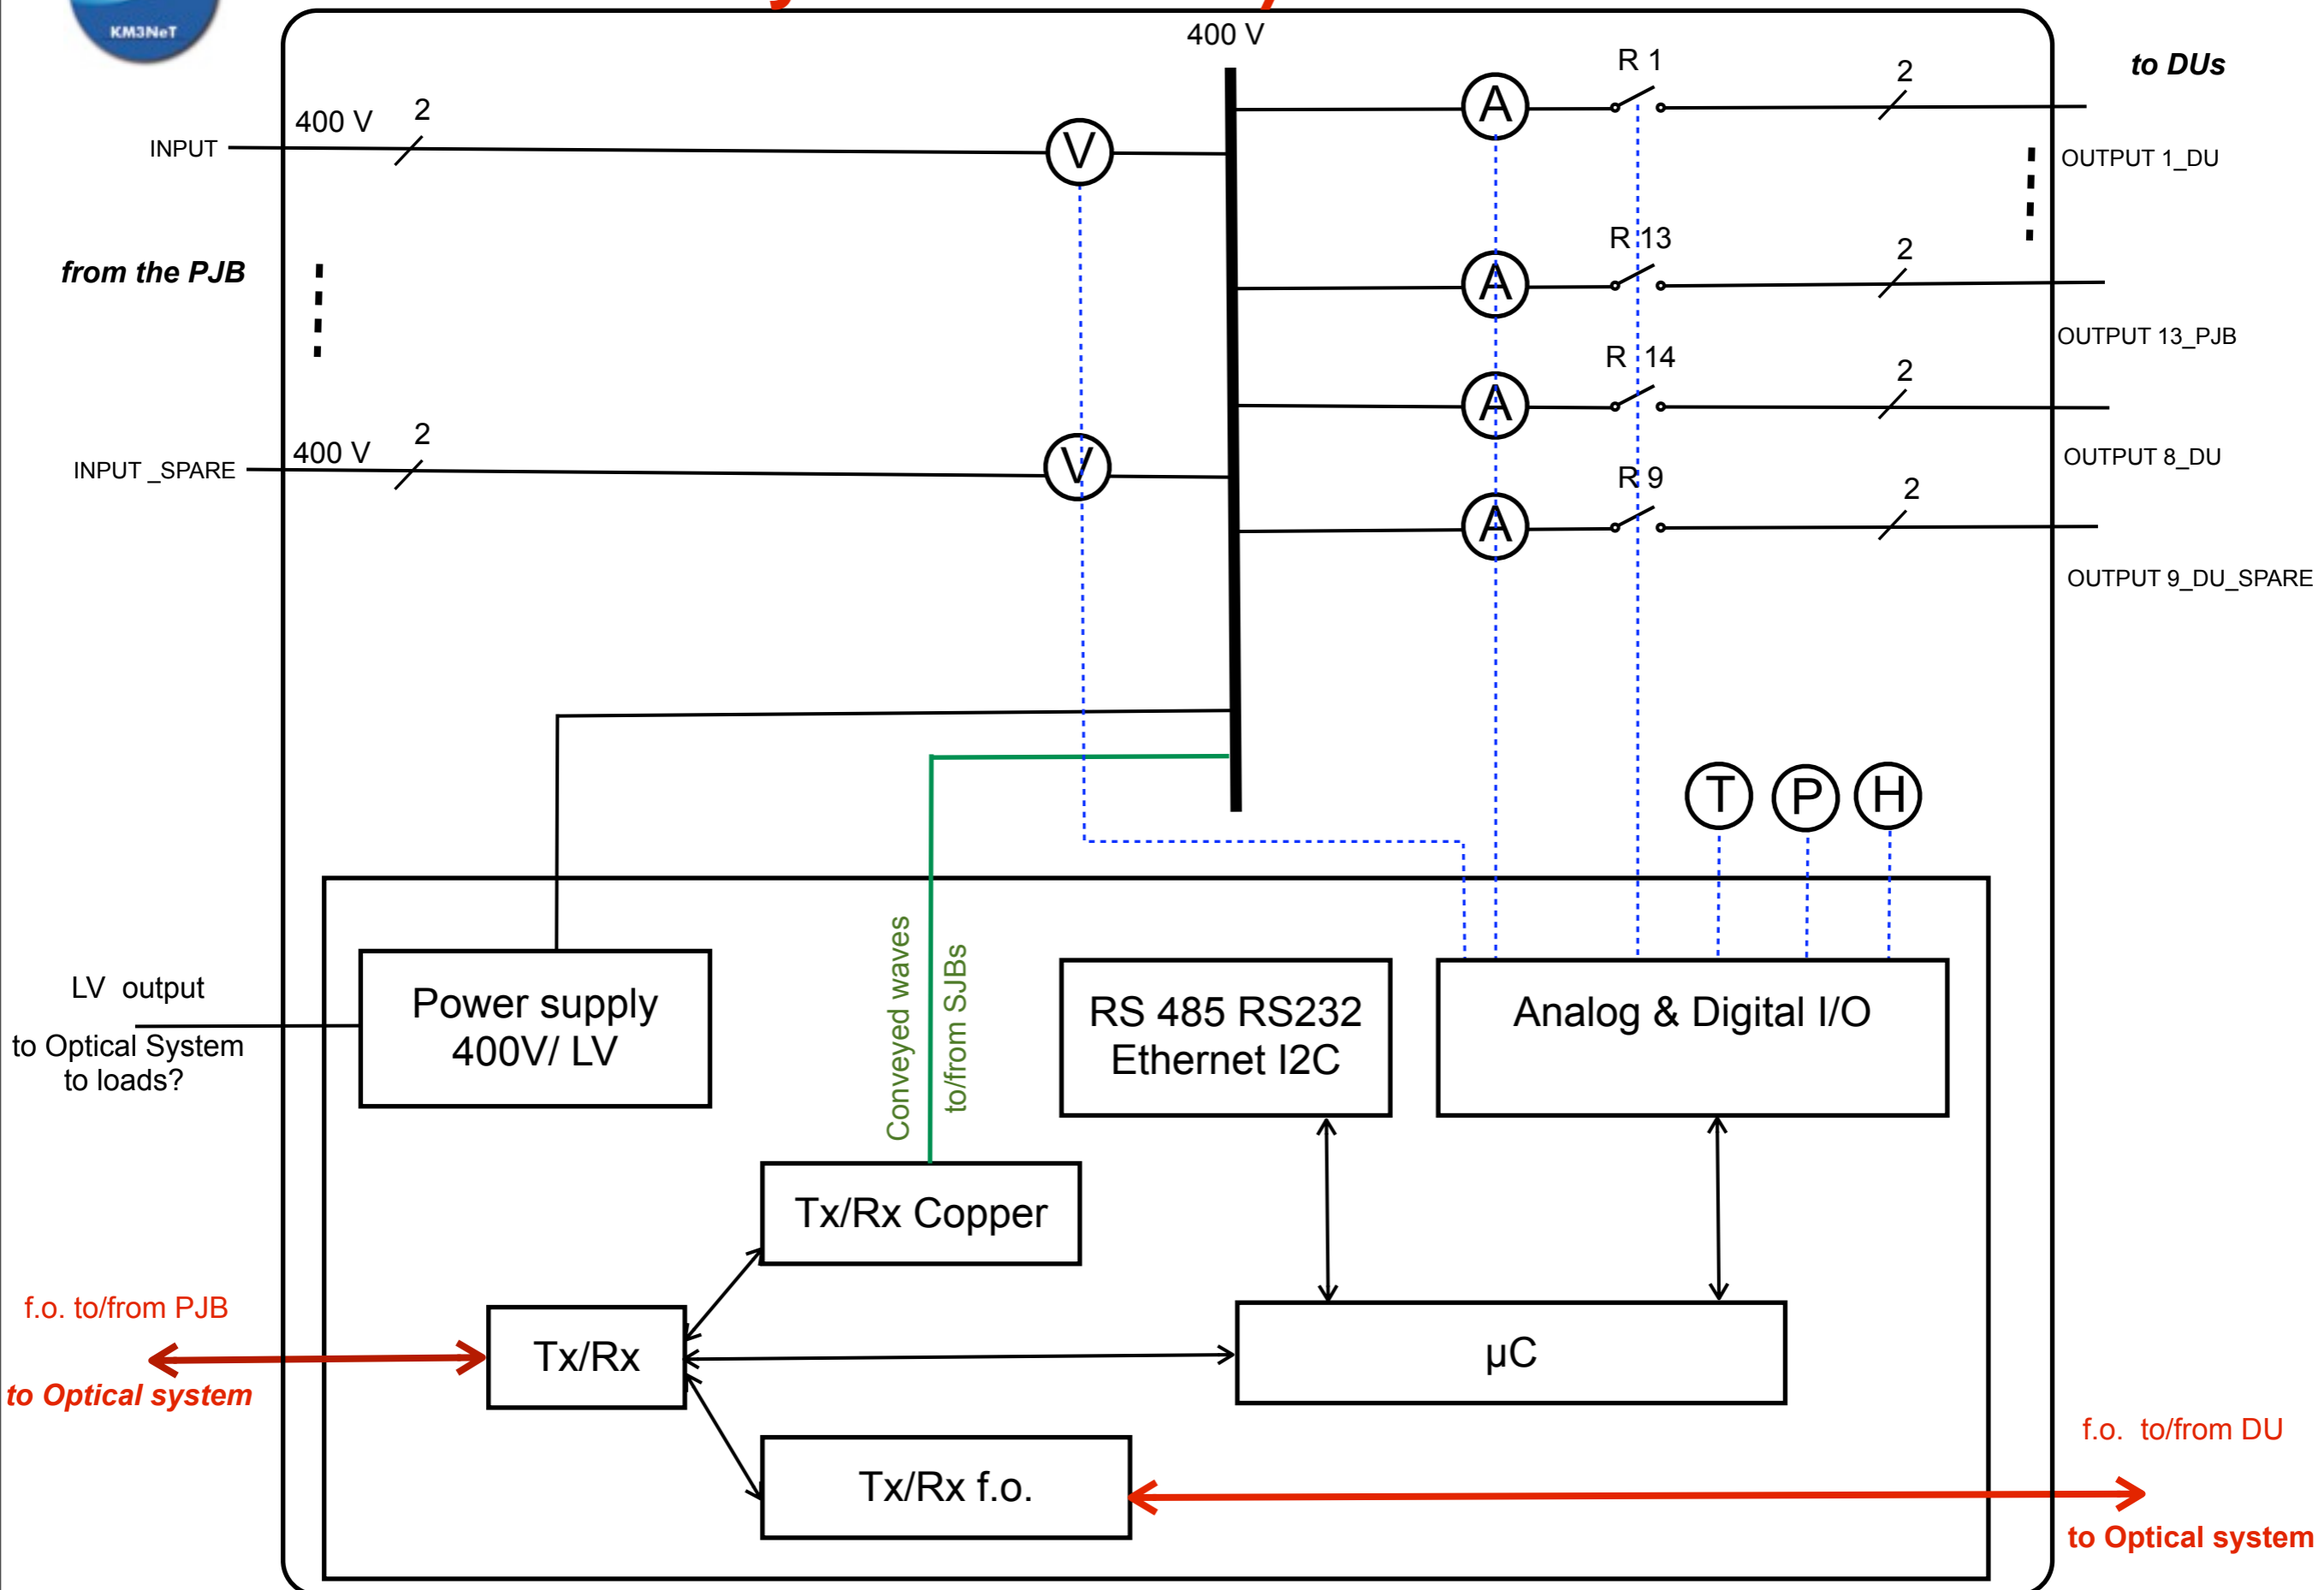 KM3NeT
400 V
R 1
2
to DUs
400 V
2
INPUT
V
A
OUTPUT 1_DU
from the PJB
R 13
2
A
OUTPUT 13_PJB
R 14
2
A
OUTPUT 8_DU
400 V
2
INPUT _SPARE
V
R 9
2
A
OUTPUT 9_DU_SPARE
T
P
H
LV output
to Optical System
to loads?
Power supply
400V/ LV
Conveyed waves
to/from SJBs
RS 485 RS232
Ethernet I2C
Analog & Digital I/O
Tx/Rx Copper
f.o. to/from PJB
to Optical system
Tx/Rx
µC
Tx/Rx f.o.
f.o. to/from DU
to Optical system